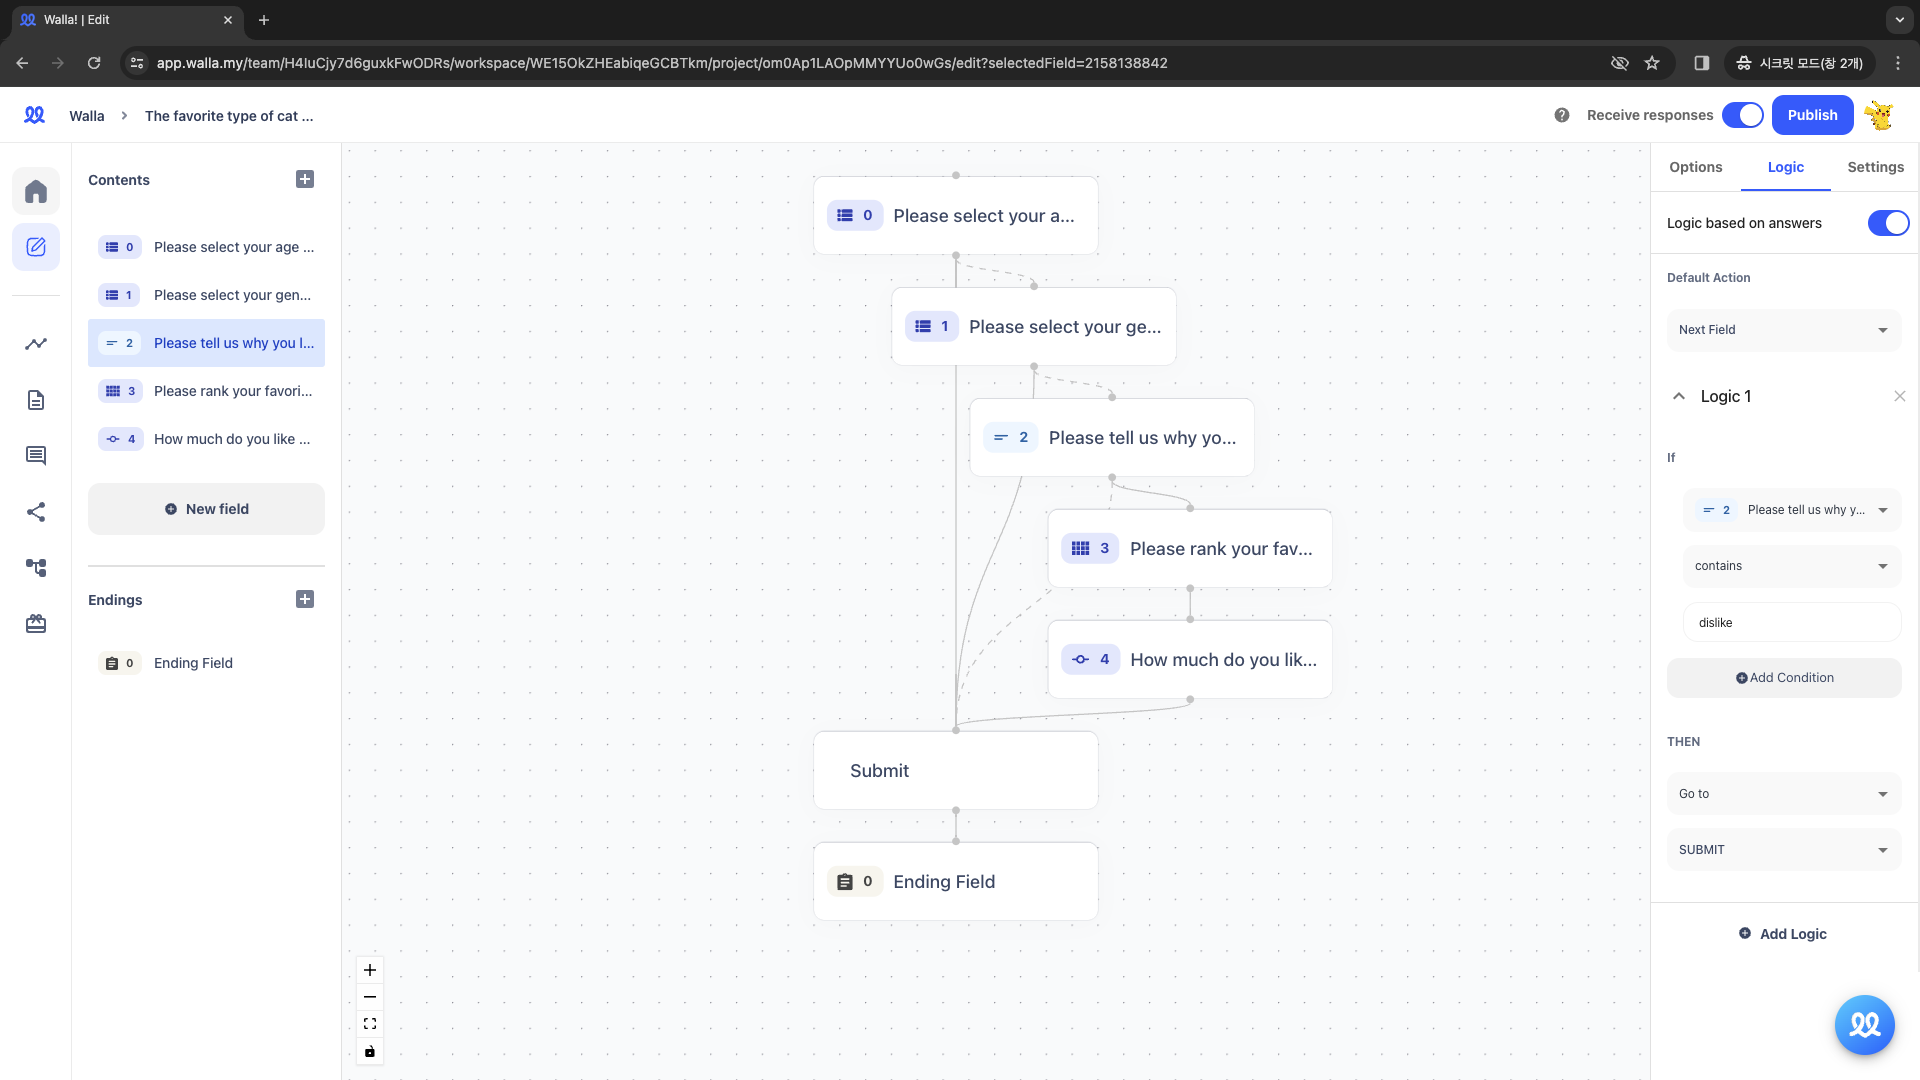 Walla! | Edit
app.walla.my/team/H4IuCjy7d6guxkFwODRs/workspace/WE15OkZHEabiqeGCBTkm/project/om0Ap1LAOpMMYYUo0wGs/edit?selectedField=2158138842
시크릿 모드(창 2개)
Walla
The favorite type of cat ...
Receive responses
Publish
Contents
0 Please select your age ...
1 Please select your gen...
2 Please tell us why you l...
3 Please rank your favori...
4 How much do you like ...
New field
Endings
0 Ending Field
0 Please select your a...
1 Please select your ge...
2 Please tell us why yo...
3 Please rank your fav...
4 How much do you lik...
Submit
0 Ending Field
Options
Logic
Settings
Logic based on answers
Default Action
Next Field
Logic 1
If
2 Please tell us why y...
contains
dislike
Add Condition
THEN
Go to
SUBMIT
Add Logic